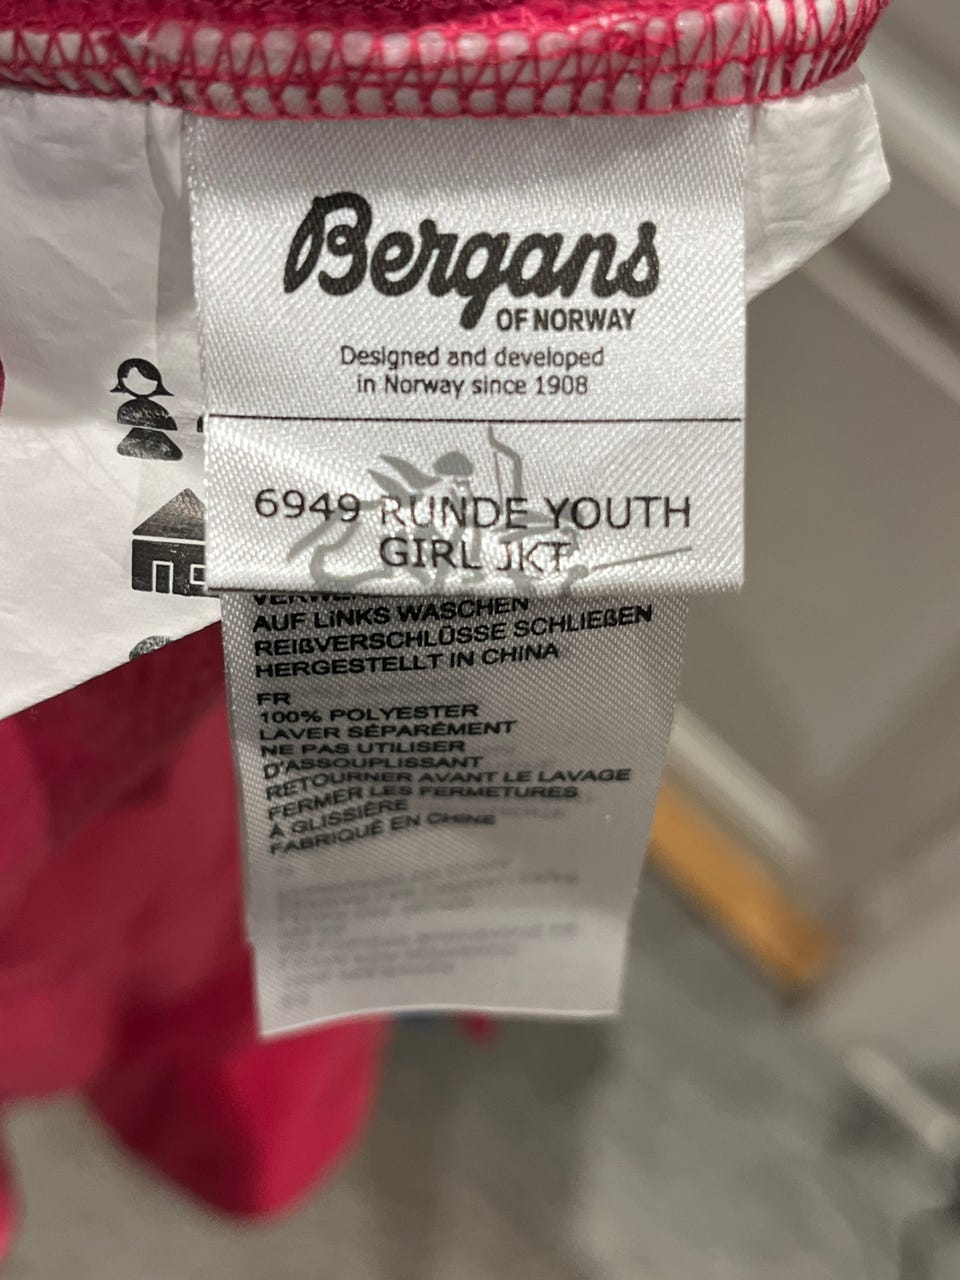 Bergans
OF NORWAY
Designed and developed
in Norway since 1908
6949 RUNDE YOUTH
GIRL JKT
AUF LINKS WASCHEN
REIßVERSCHLÜSSE SCHLIEßEN
HERGESTELLT IN CHINA
FR
100% POLYESTER
LAVER SÉPARÉMENT
NE PAS UTILISER
D'ASSOUPLISSANT
RETOURNER AVANT LE LAVAGE
FERMER LES FERMETURES
À GLISSIÈRE
FABRIQUÉ EN CHINE